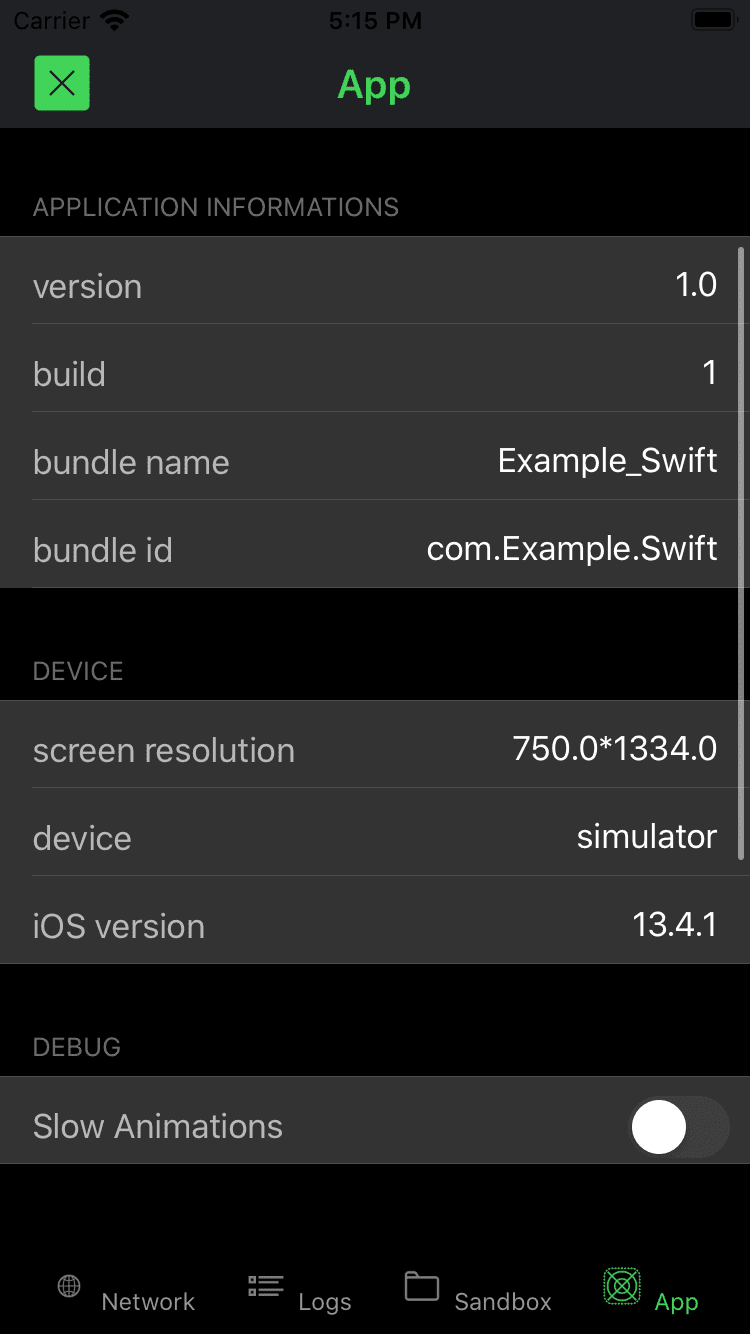 Carrier 5:15 PM
App
APPLICATION INFORMATIONS
version 1.0
build 1
bundle name Example_Swift
bundle id com.Example.Swift
DEVICE
screen resolution 750.0*1334.0
device simulator
iOS version 13.4.1
DEBUG
Slow Animations
Network Logs Sandbox App